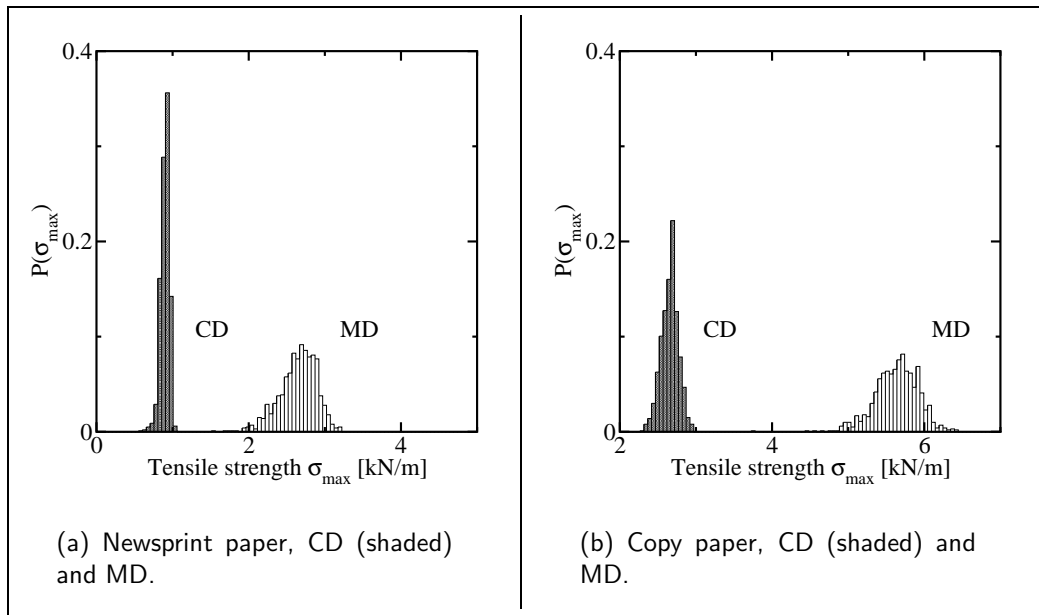 0.4
0.2
0
P(σmax)
CD
MD
0 2 4
Tensile strength σmax [kN/m]
(a) Newsprint paper, CD (shaded)
and MD.
0.4
0.2
0
P(σmax)
CD
MD
2 4 6
Tensile strength σmax [kN/m]
(b) Copy paper, CD (shaded) and
MD.